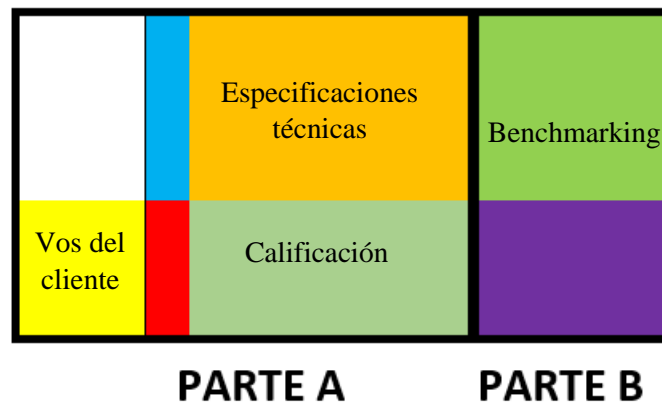 Especificaciones
técnicas
Benchmarking
Vos del
cliente
Calificación
PARTE A
PARTE B